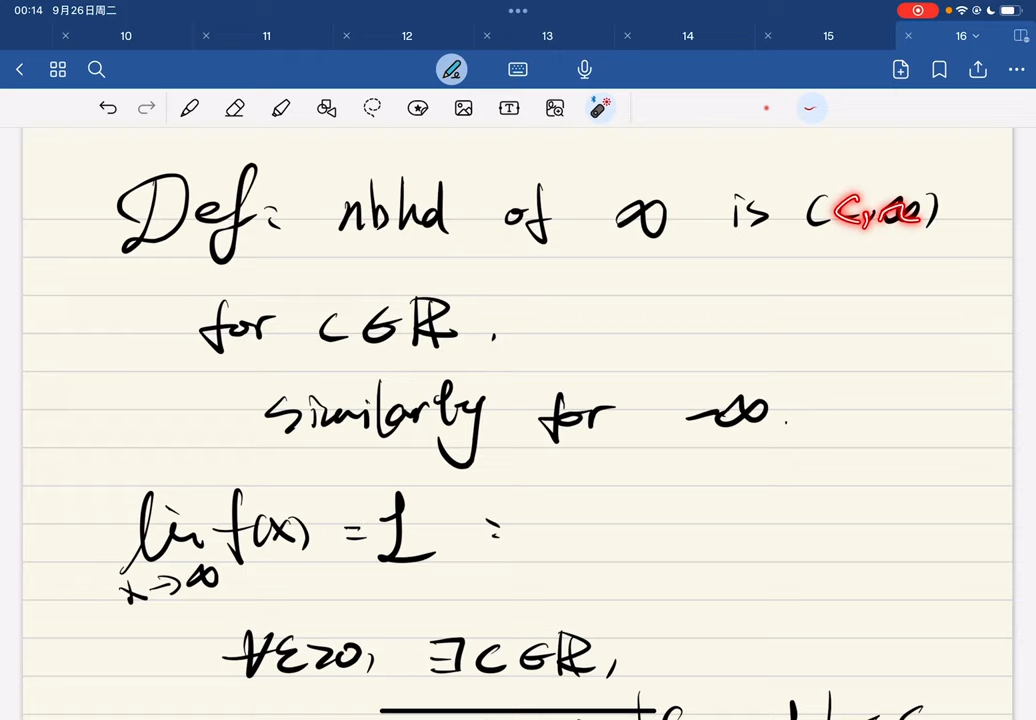 00:14 9月26日周二
10 11 12 13 14 15 16
Def: nbhd of ∞ is (c,∞)
for c∈ℝ.
similarly for -∞.
lim f(x) = L :
x→∞
∀ε>0, ∃c∈ℝ,